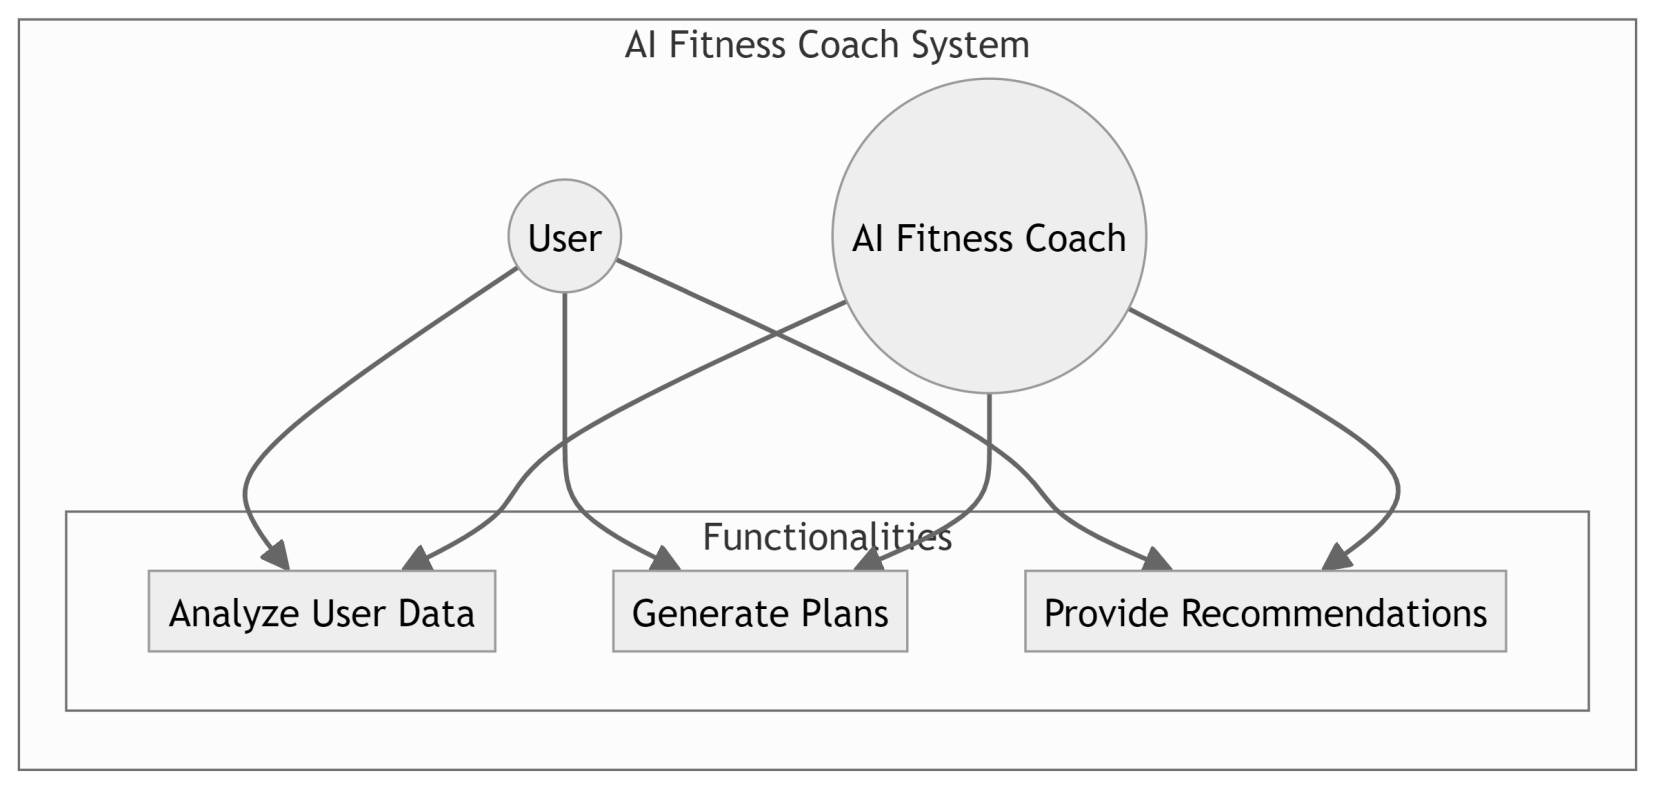 AI Fitness Coach System
User
AI Fitness Coach
Functionalities
Analyze User Data
Generate Plans
Provide Recommendations